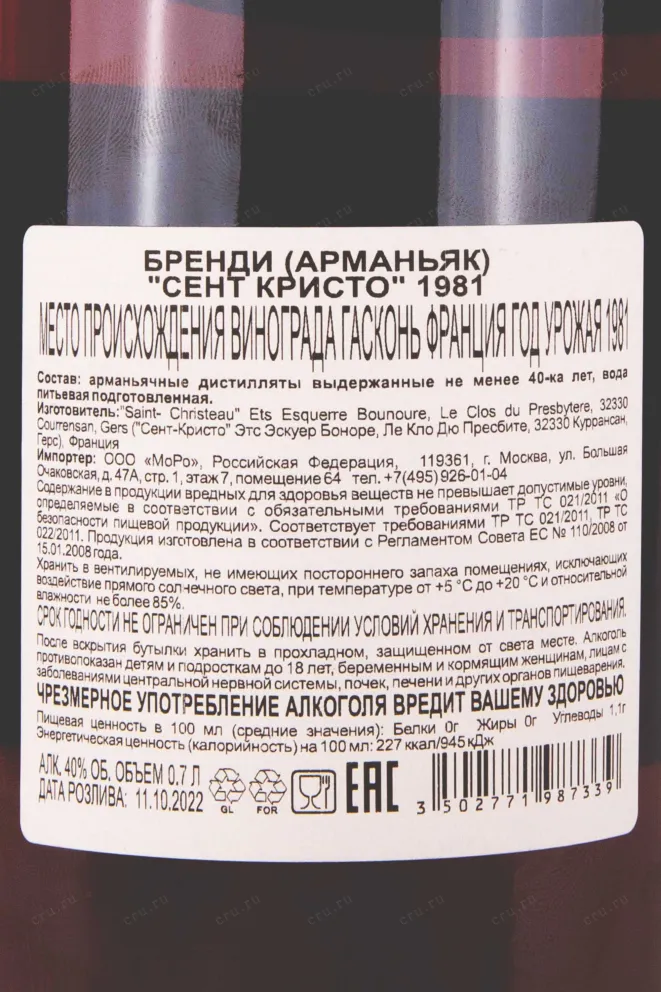 БРЕНДИ (АРМАНЬЯК)
"СЕНТ КРИСТО" 1981
МЕСТО ПРОИСХОЖДЕНИЯ ВИНОГРАДА ГАСКОНЬ ФРАНЦИЯ ГОД УРОЖАЯ 1981
Состав: арманьячные дистилляты выдержанные не менее 40-ка лет, вода
питьевая подготовленная.
Изготовитель:"Saint- Christeau" Ets Esquerre Bounoure, Le Clos du Presbytere, 32330
Courrensan, Gers ("Сент-Кристо" Этс Эскуер Боноре, Ле Кло Дю Пресбите, 32330 Куррансан,
Герс), Франция
Импортер: ООО «МоРо», Российская Федерация, 119361, г. Москва, ул. Большая
Очаковская, д. 47А, стр. 1, этаж 7, помещение 64 тел. +7(495) 926-01-04
Содержание в продукции вредных для здоровья веществ не превышает допустимые уровни,
определяемые в соответствии с обязательными требованиями ТР ТС 021/2011 «О
безопасности пищевой продукции». Соответствует требованиями ТР ТС 021/2011, ТР ТС
022/2011. Продукция изготовлена в соответствии с Регламентом Совета ЕС № 110/2008 от
15.01.2008 года.
Хранить в вентилируемых, не имеющих постороннего запаха помещениях, исключающих
воздействие прямого солнечного света, при температуре от +5 °C до +20 °C и относительной
влажности не более 85%.
СРОК ГОДНОСТИ НЕ ОГРАНИЧЕН ПРИ СОБЛЮДЕНИИ УСЛОВИЙ ХРАНЕНИЯ И ТРАНСПОРТИРОВАНИЯ.
После вскрытия бутылки хранить в прохладном, защищенном от света месте. Алкоголь
противопоказан детям и подросткам до 18 лет, беременным и кормящим женщинам, лицам с
заболеваниями центральной нервной системы, почек, печени и других органов пищеварения.
ЧРЕЗМЕРНОЕ УПОТРЕБЛЕНИЕ АЛКОГОЛЯ ВРЕДИТ ВАШЕМУ ЗДОРОВЬЮ
Пищевая ценность в 100 мл (средние значения): Белки 0г Жиры 0г Углеводы 1,1г
Энергетическая ценность (калорийность) на 100 мл: 227 ккал/945 кДж
АЛК. 40% ОБ. ОБЪЕМ 0.7 Л
ДАТА РОЗЛИВА: 11.10.2022
GL
FOR
EAC
3 502771 987339
cru.ru